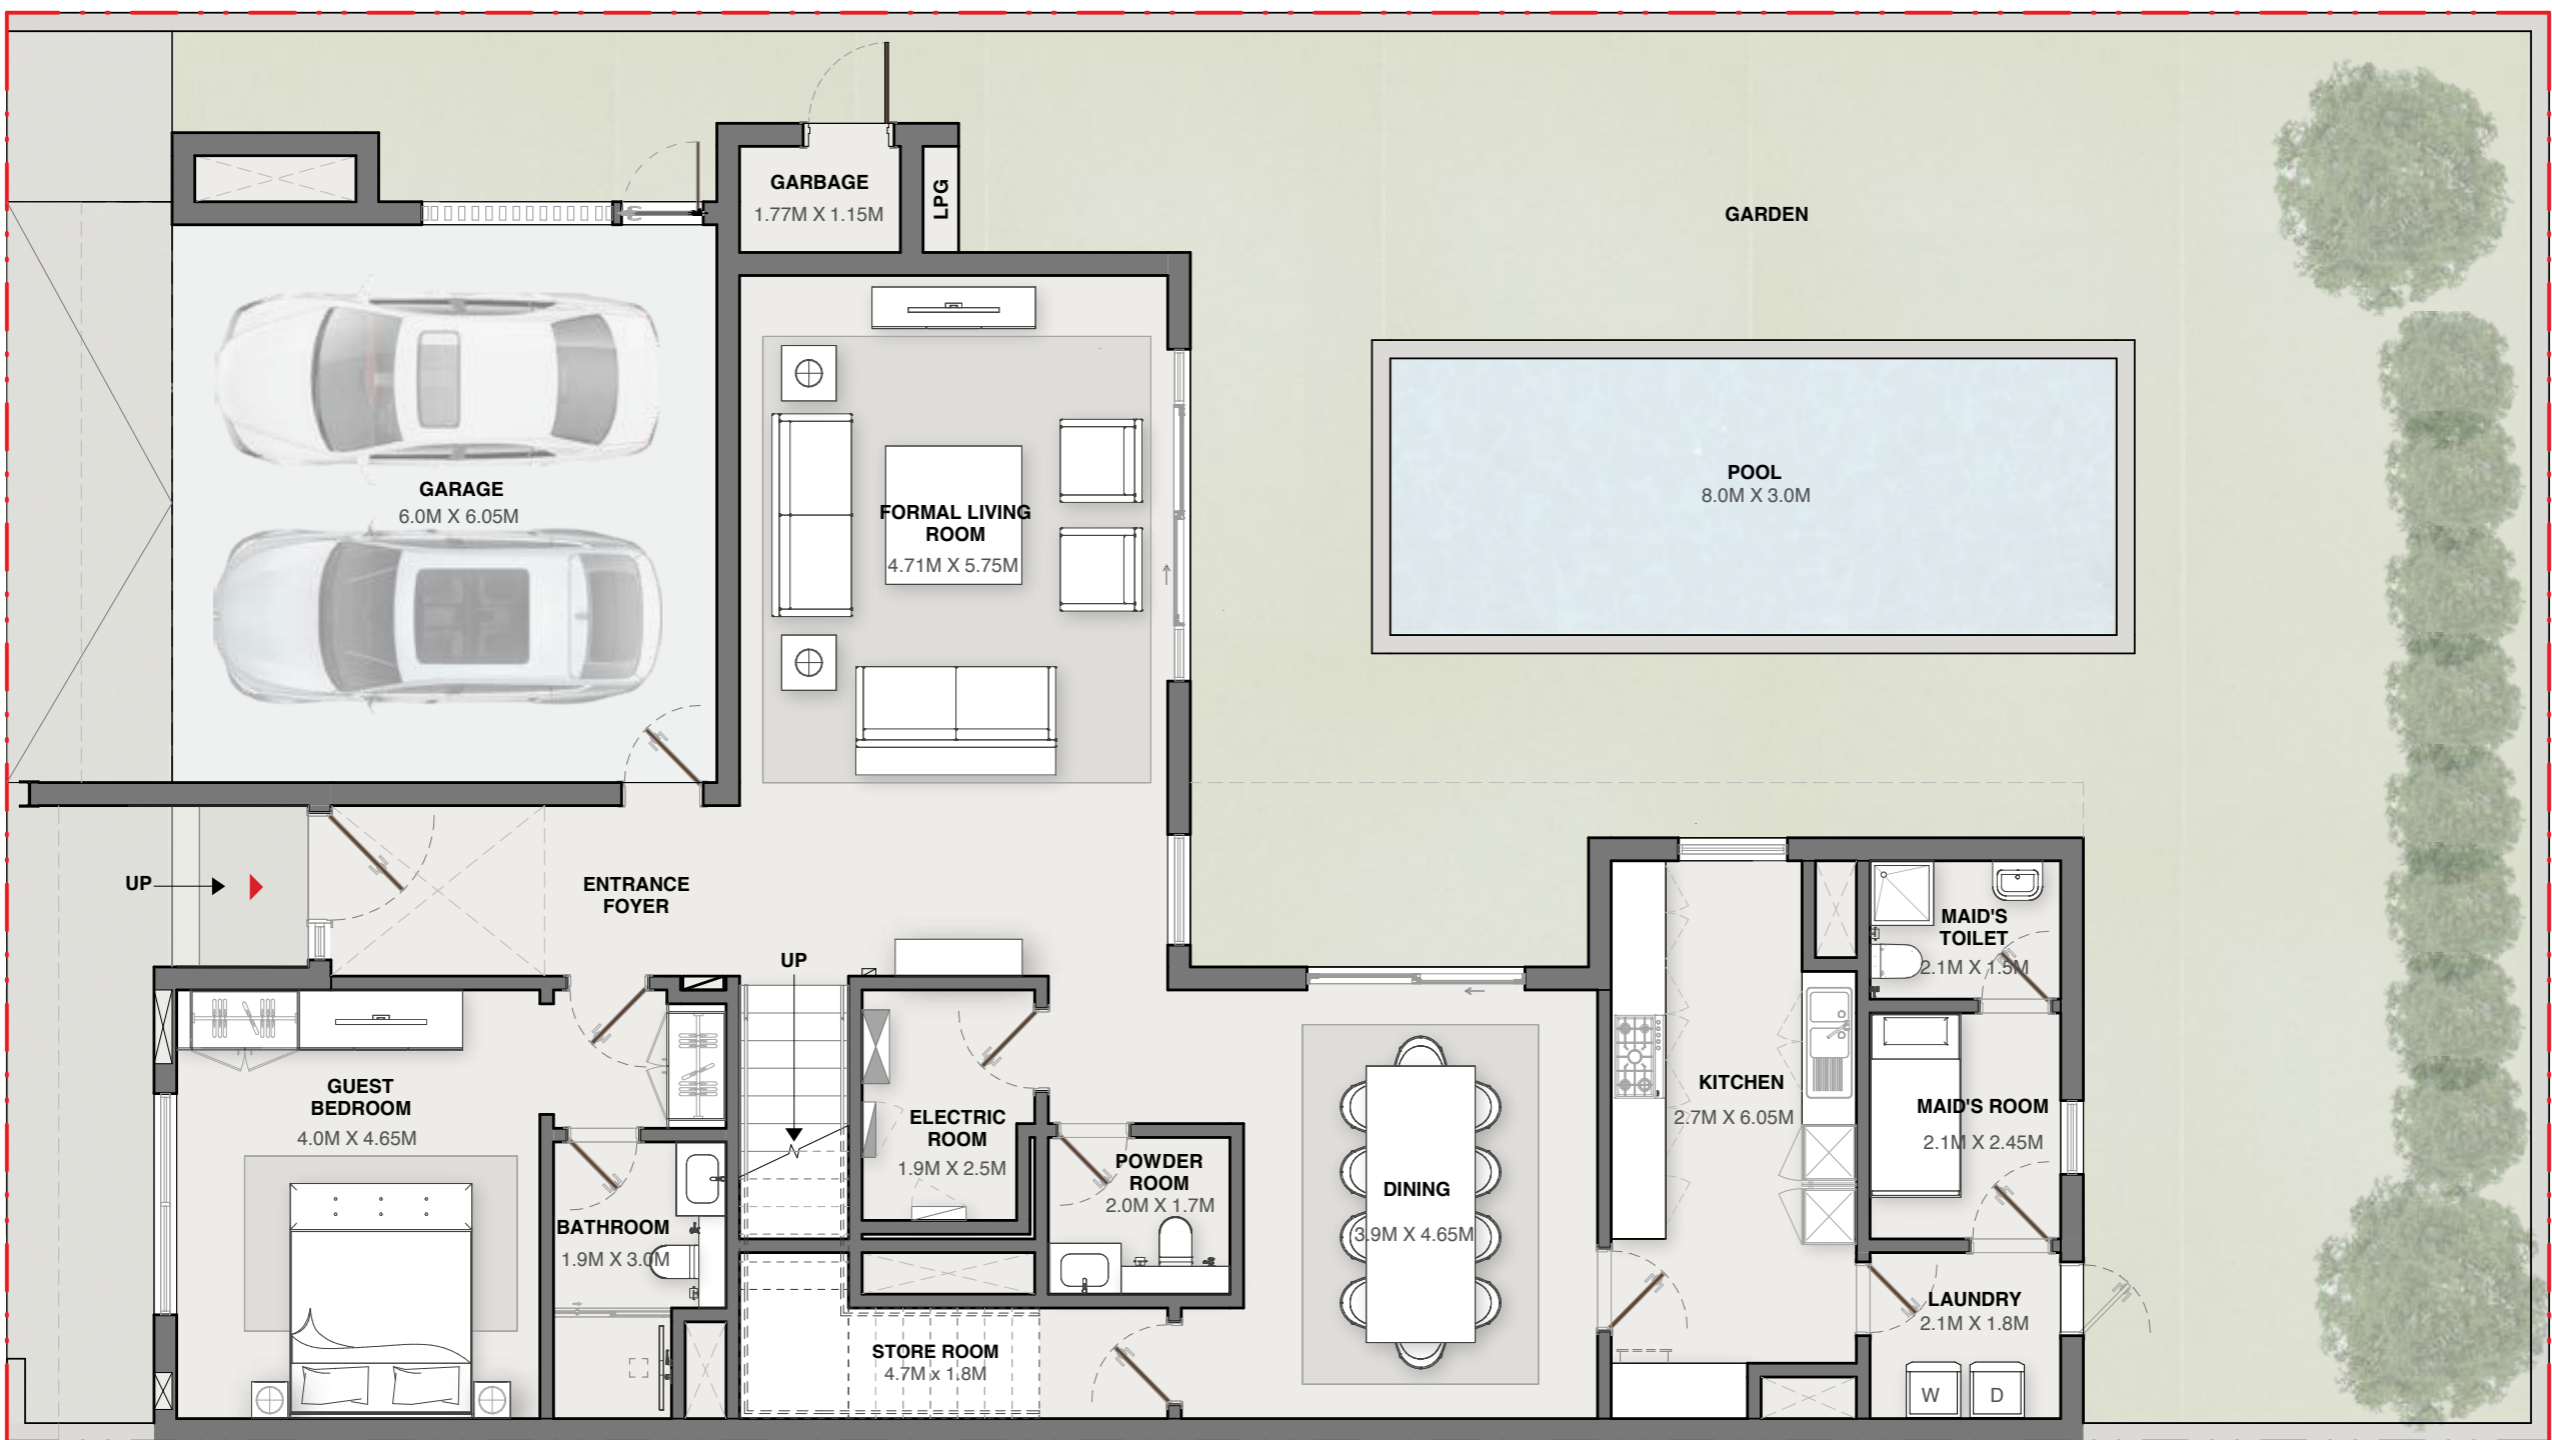 GARBAGE
1.77M X 1.15M
LPG
GARDEN
GARAGE
6.0M X 6.05M
FORMAL LIVING
ROOM
4.71M X 5.75M
POOL
8.0M X 3.0M
UP
ENTRANCE
FOYER
UP
MAID'S
TOILET
2.1M X 1.5M
GUEST
BEDROOM
4.0M X 4.65M
ELECTRIC
ROOM
1.9M X 2.5M
KITCHEN
2.7M X 6.05M
MAID'S ROOM
2.1M X 2.45M
POWDER
ROOM
2.0M X 1.7M
DINING
3.9M X 4.65M
BATHROOM
1.9M X 3.0M
LAUNDRY
2.1M X 1.8M
STORE ROOM
4.7M x 1.8M
W
D